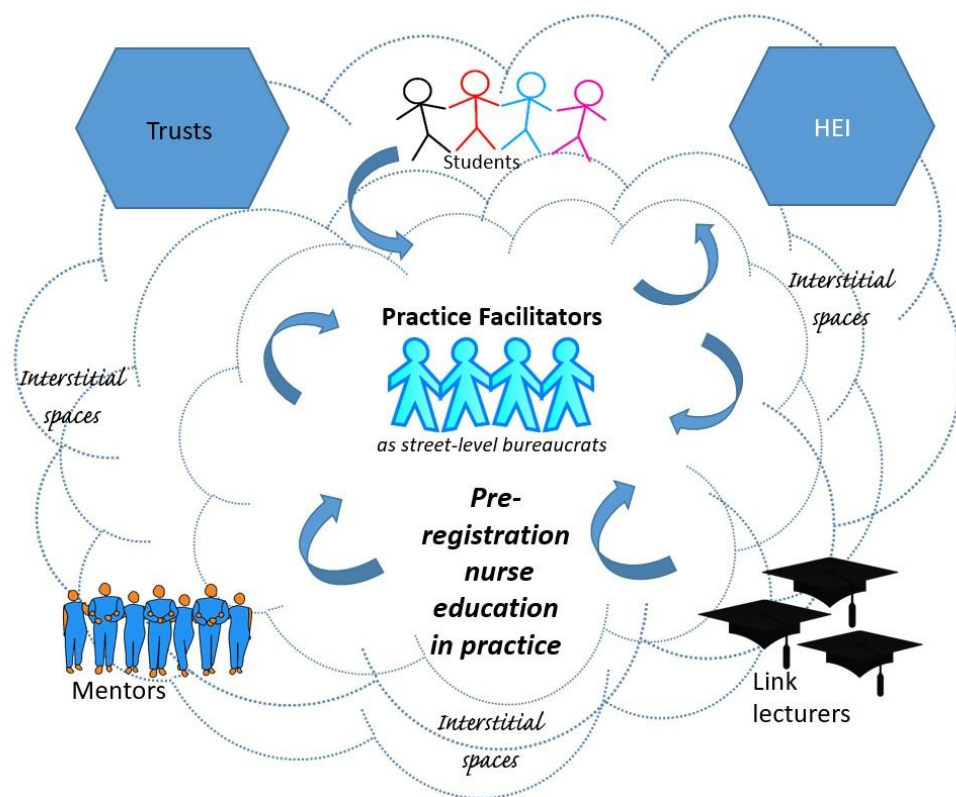 Trusts
HEI
Students
Interstitial
spaces
Practice Facilitators
Interstitial
spaces
as street-level bureaucrats
Pre-
registration
nurse
education
in practice
Mentors
Link
lecturers
Interstitial
spaces